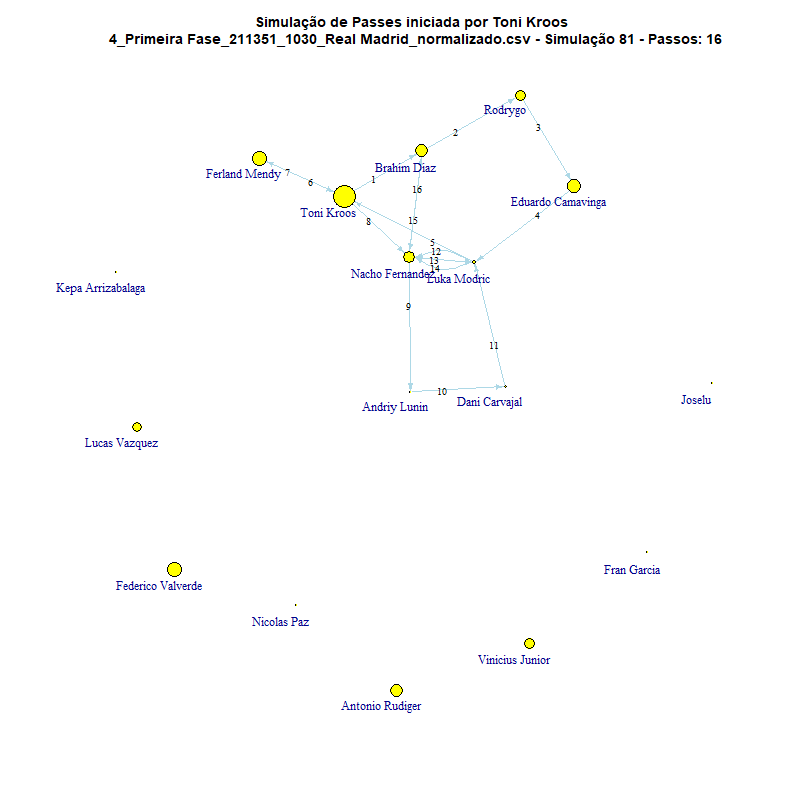 Simulação de Passes iniciada por Toni Kroos
4_Primeira Fase_211351_1030_Real Madrid_normalizado.csv - Simulação 81 - Passos: 16
Rodrygo
2
3
Brahim Diaz
Ferland Mendy
7
6
1
16
Toni Kroos
Eduardo Camavinga
8
15
4
5
12
13
14
Nacho Fernandez
Luka Modric
Kepa Arrizabalaga
9
11
10
Andriy Lunin
Dani Carvajal
Joselu
Lucas Vazquez
Federico Valverde
Fran Garcia
Nicolas Paz
Vinicius Junior
Antonio Rudiger